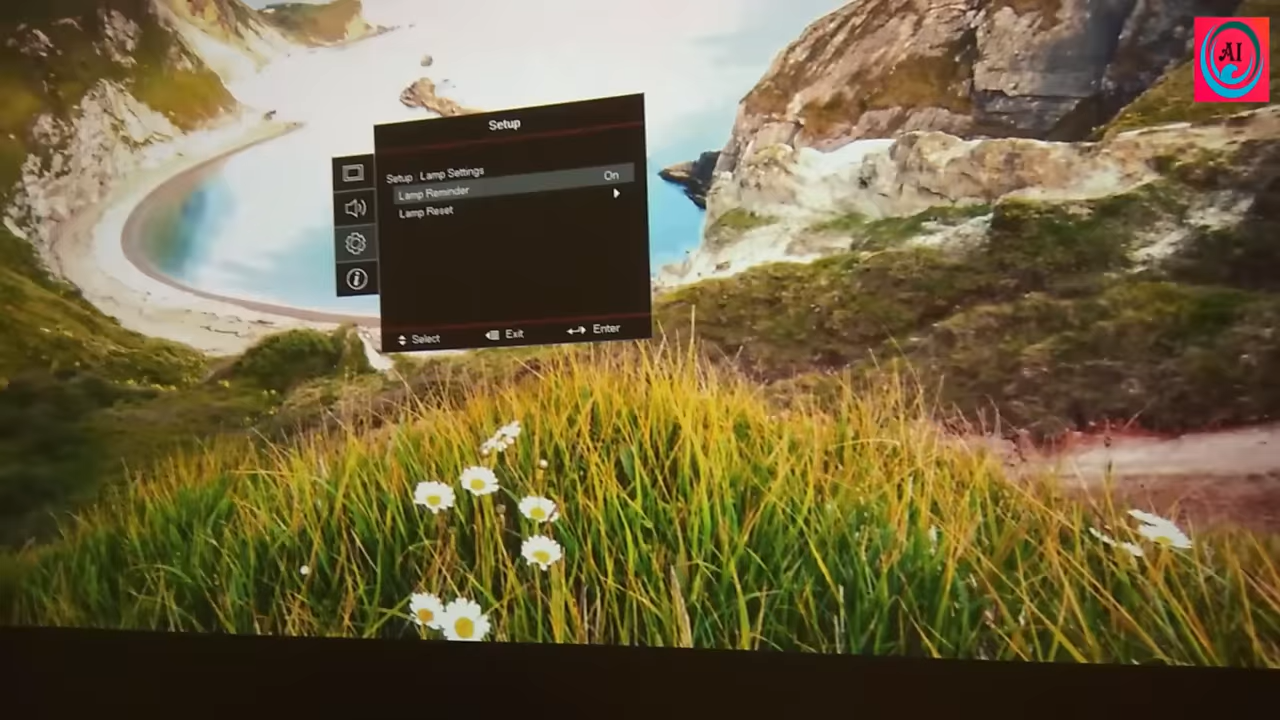 AI
Setup
Setup Lamp Settings
Lamp Reminder On
Lamp Reset
Select Exit Enter